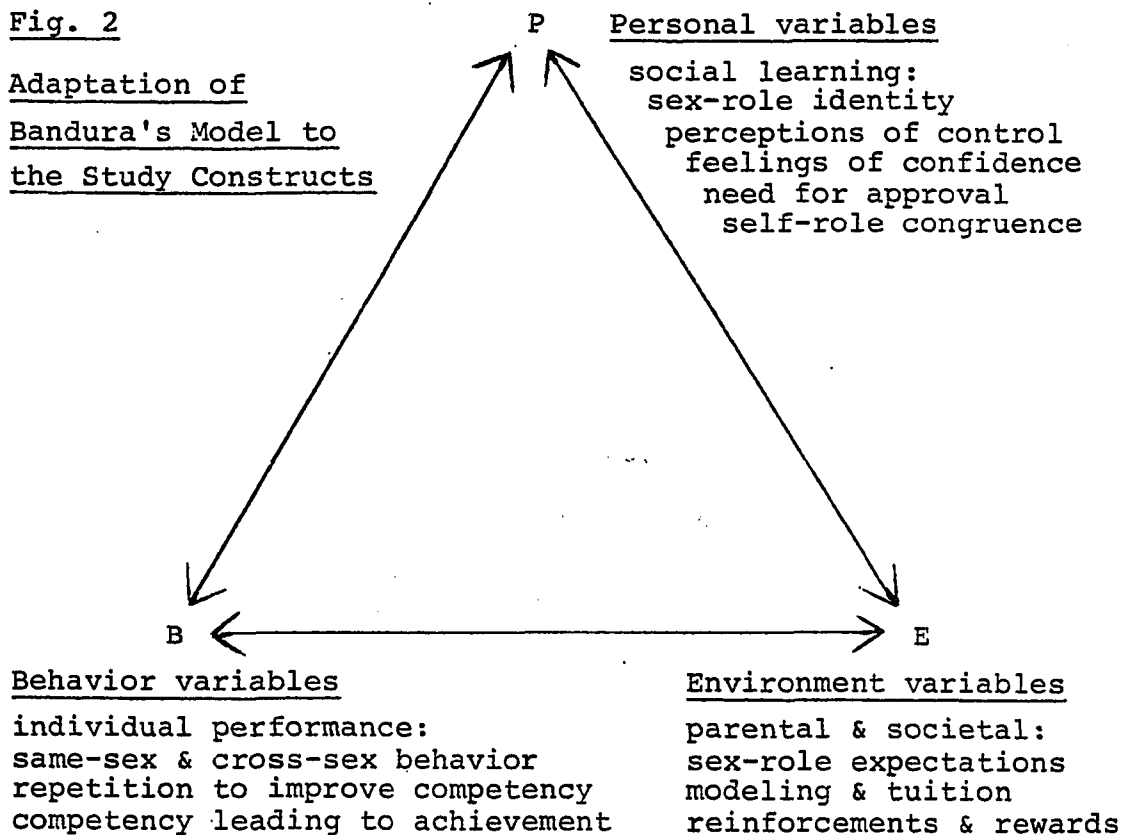 Fig. 2
Adaptation of
Bandura's Model to
the Study Constructs
P
Personal variables
social learning:
sex-role identity
perceptions of control
feelings of confidence
need for approval
self-role congruence
B
E
Behavior variables
individual performance:
same-sex & cross-sex behavior
repetition to improve competency
competency leading to achievement
Environment variables
parental & societal:
sex-role expectations
modeling & tuition
reinforcements & rewards